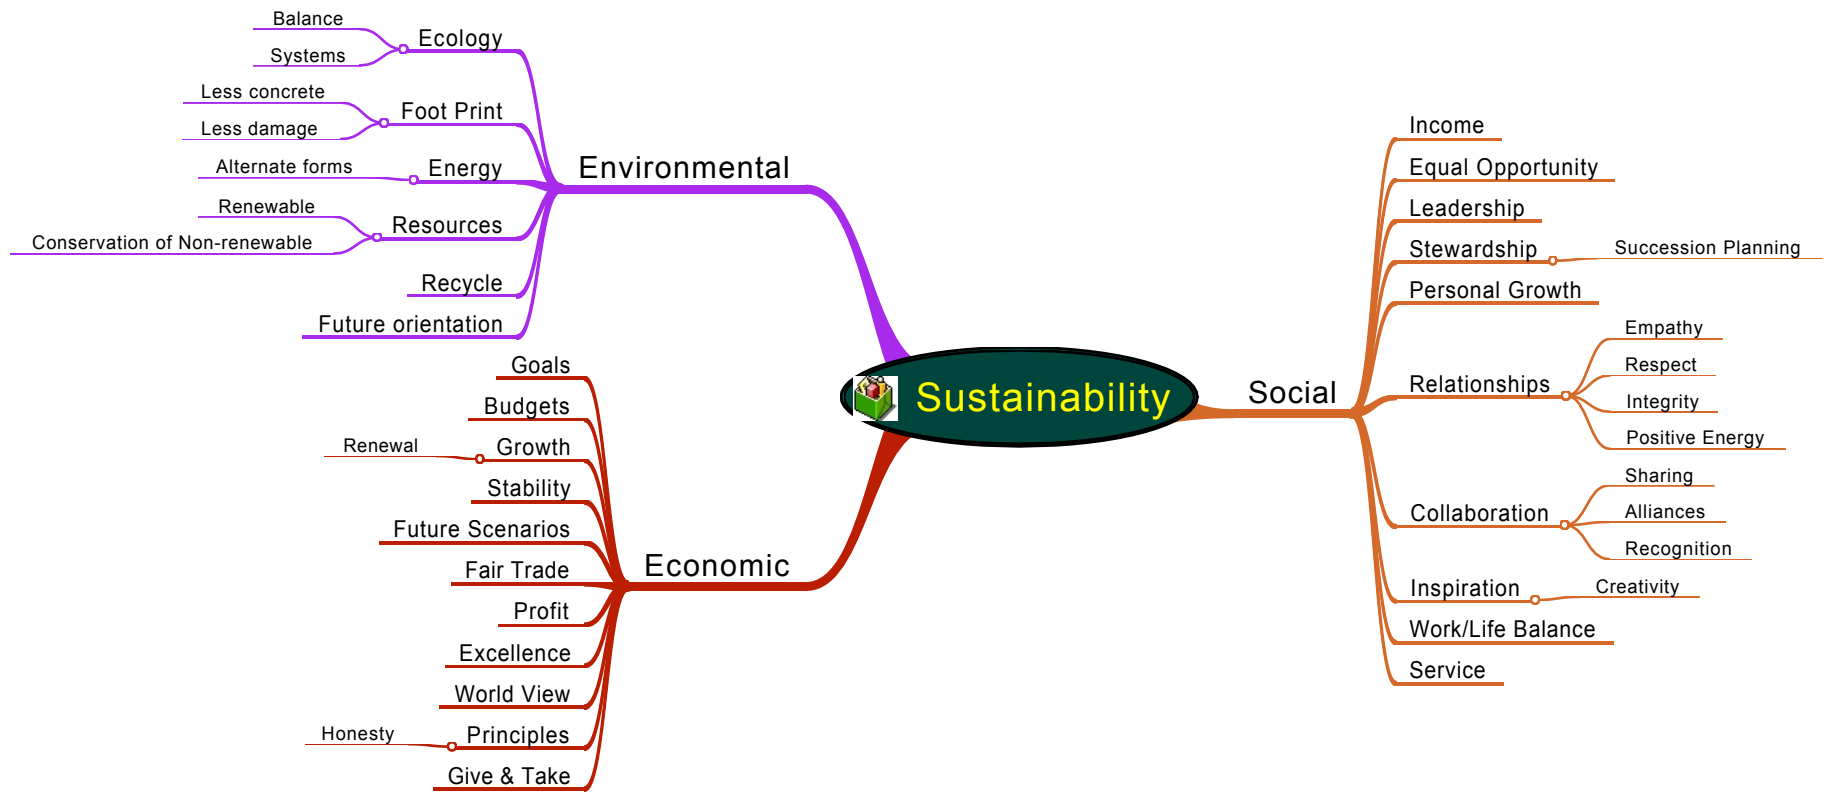 Sustainability
Environmental
Ecology
Balance
Systems
Foot Print
Less concrete
Less damage
Energy
Alternate forms
Resources
Renewable
Conservation of Non-renewable
Recycle
Future orientation
Economic
Goals
Budgets
Growth
Renewal
Stability
Future Scenarios
Fair Trade
Profit
Excellence
World View
Principles
Honesty
Give & Take
Social
Income
Equal Opportunity
Leadership
Stewardship
Succession Planning
Personal Growth
Relationships
Empathy
Respect
Integrity
Positive Energy
Collaboration
Sharing
Alliances
Recognition
Inspiration
Creativity
Work/Life Balance
Service